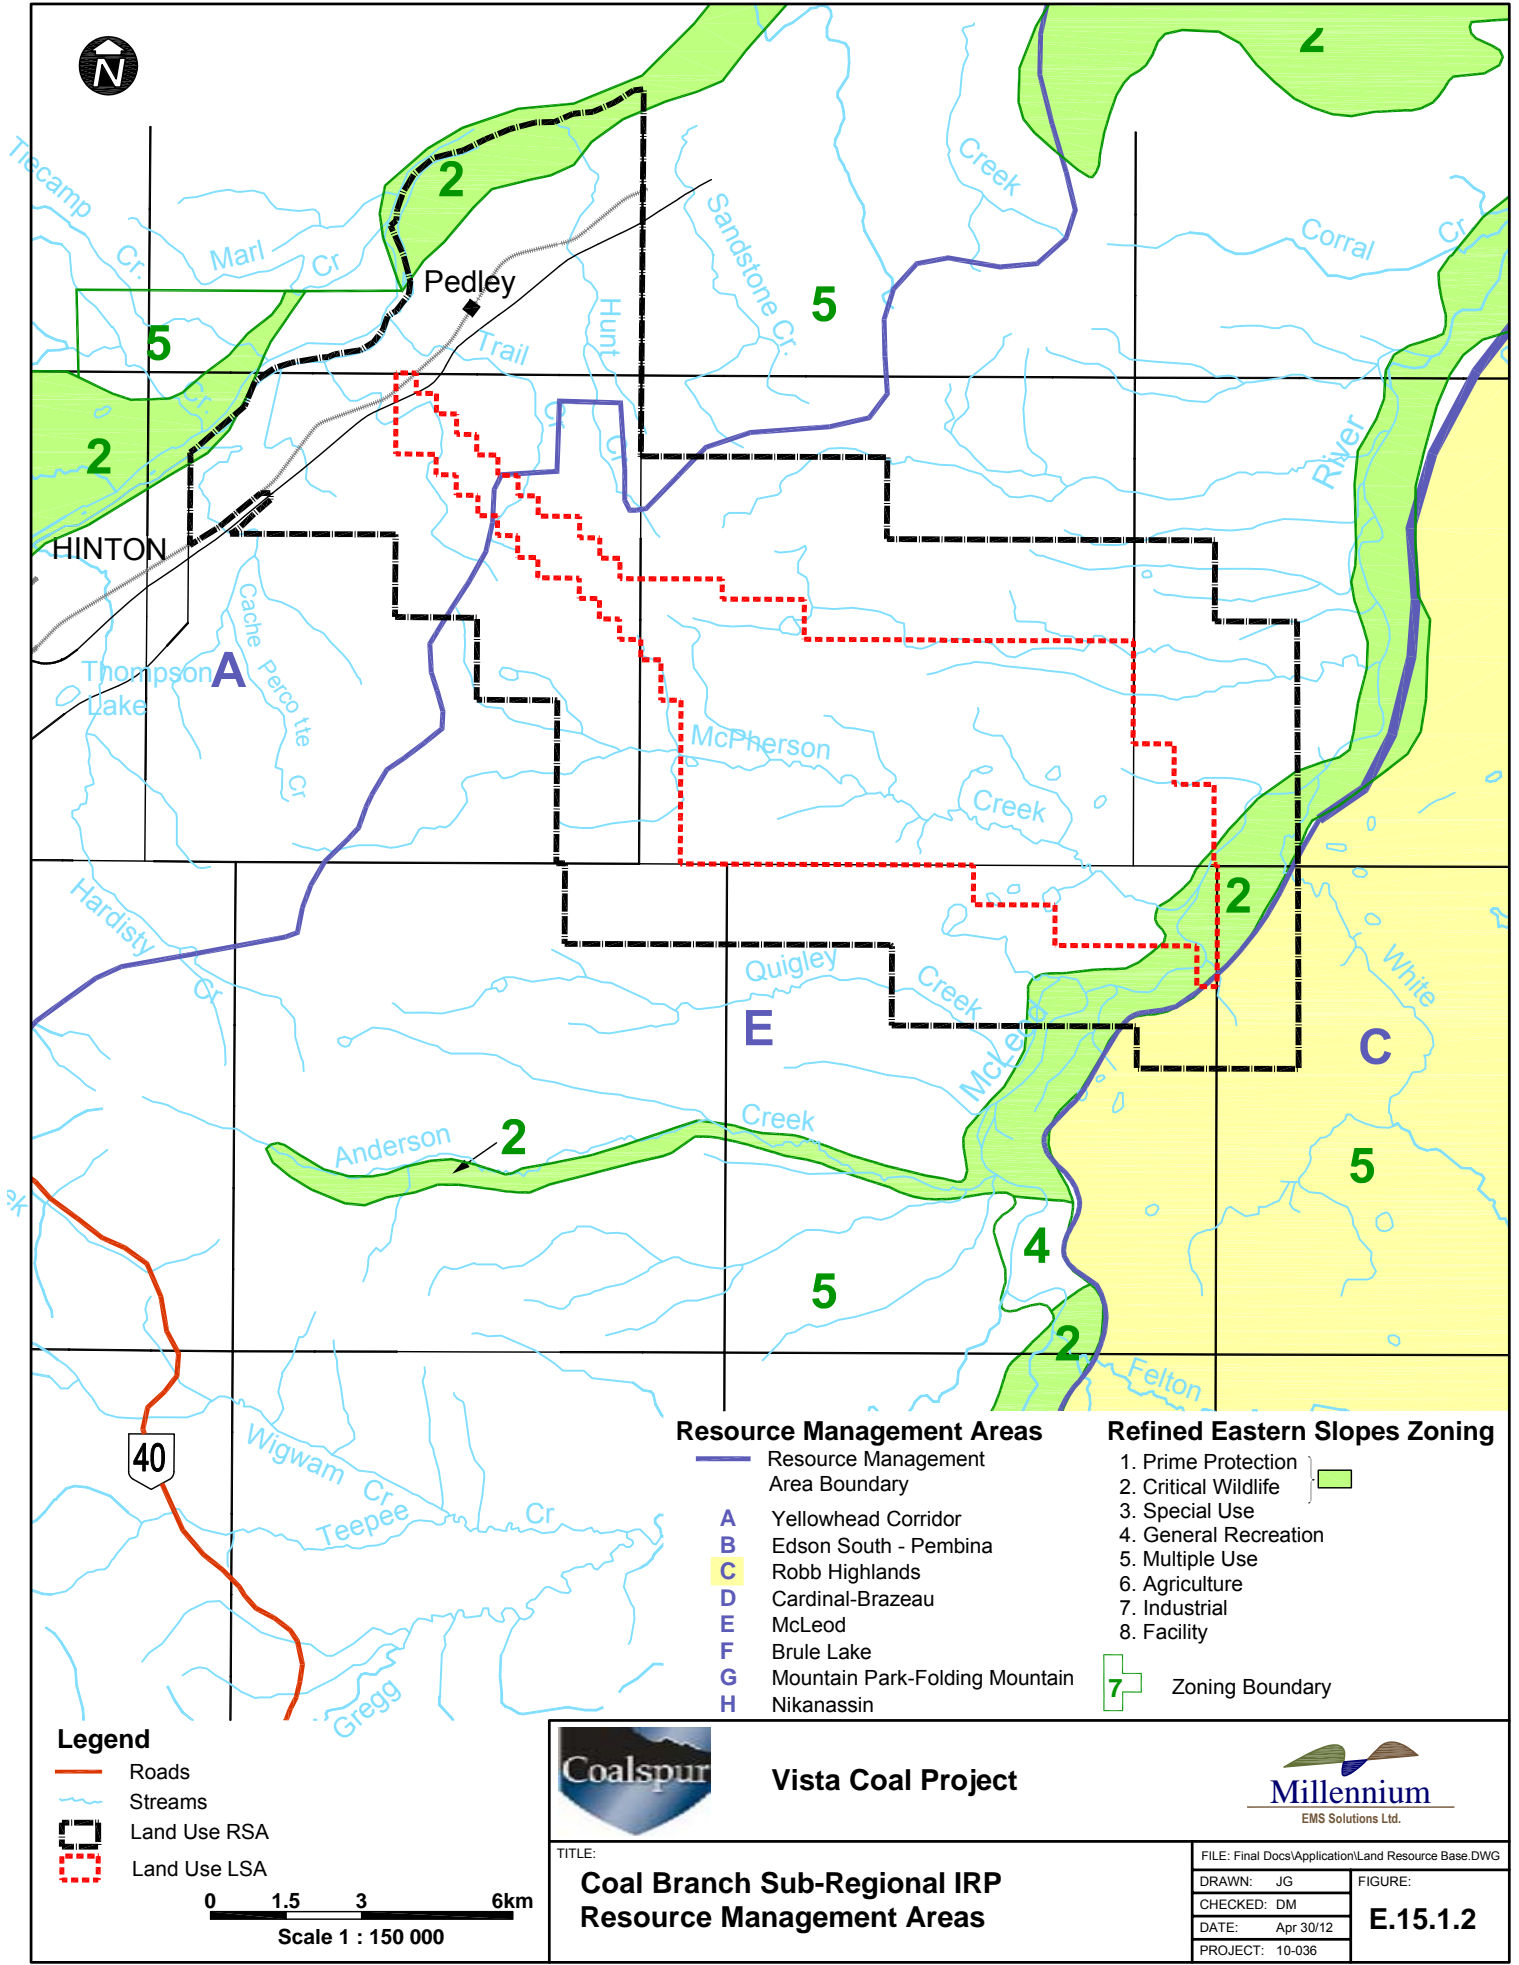 N
2
2
Tiecamp
Cr.
Marl
Cr
Pedley
Creek
Sandstone Cr.
Corral
Cr
5
5
Hunt
Cr.
Trail
Cr.
Cr.
2
River
HINTON
Cache Percotte Cr
Thompson
Lake
A
McPherson
Creek
2
Hardisty
Cr
Quigley
Creek
White
E
McLeod
C
Creek
Anderson
2
5
4
5
2
Felton
40
Wigwam
Cr
Teepee
Cr
Gregg
ek
Resource Management Areas
Resource Management
Area Boundary
A Yellowhead Corridor
B Edson South - Pembina
C Robb Highlands
D Cardinal-Brazeau
E McLeod
F Brule Lake
G Mountain Park-Folding Mountain
H Nikanassin
Refined Eastern Slopes Zoning
1. Prime Protection
2. Critical Wildlife
3. Special Use
4. General Recreation
5. Multiple Use
6. Agriculture
7. Industrial
8. Facility
7 Zoning Boundary
Legend
Roads
Streams
Land Use RSA
Land Use LSA
0 1.5 3 6km
Scale 1 : 150 000
Coalspur
Vista Coal Project
Millennium
EMS Solutions Ltd.
TITLE:
Coal Branch Sub-Regional IRP
Resource Management Areas
FILE: Final Docs\Application\Land Resource Base.DWG
DRAWN: JG
CHECKED: DM
DATE: Apr 30/12
PROJECT: 10-036
FIGURE:
E.15.1.2